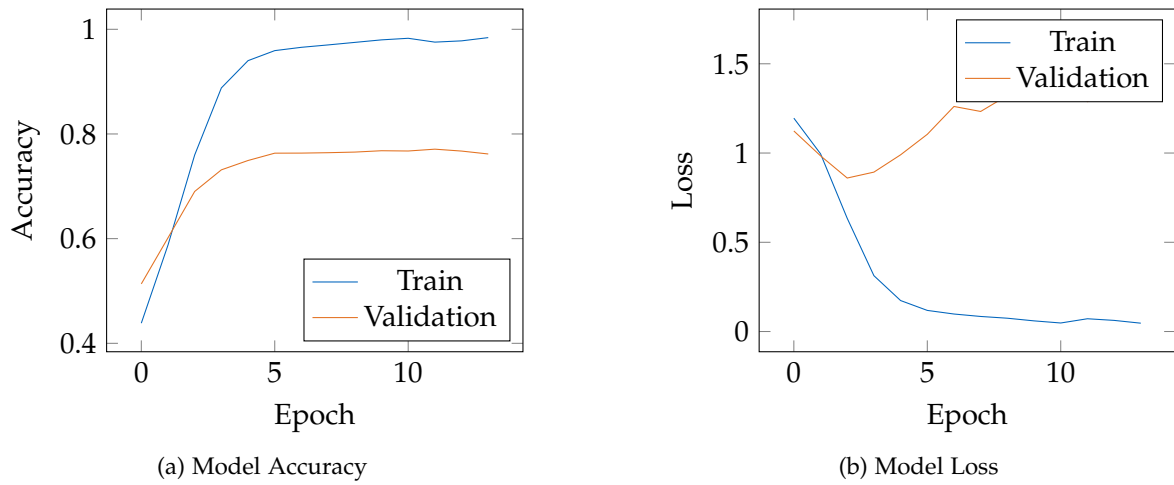 1
0.8
0.6
0.4
Accuracy
Train
Validation
0 5 10
Epoch
(a) Model Accuracy
1.5
1
0.5
0
Loss
Train
Validation
0 5 10
Epoch
(b) Model Loss